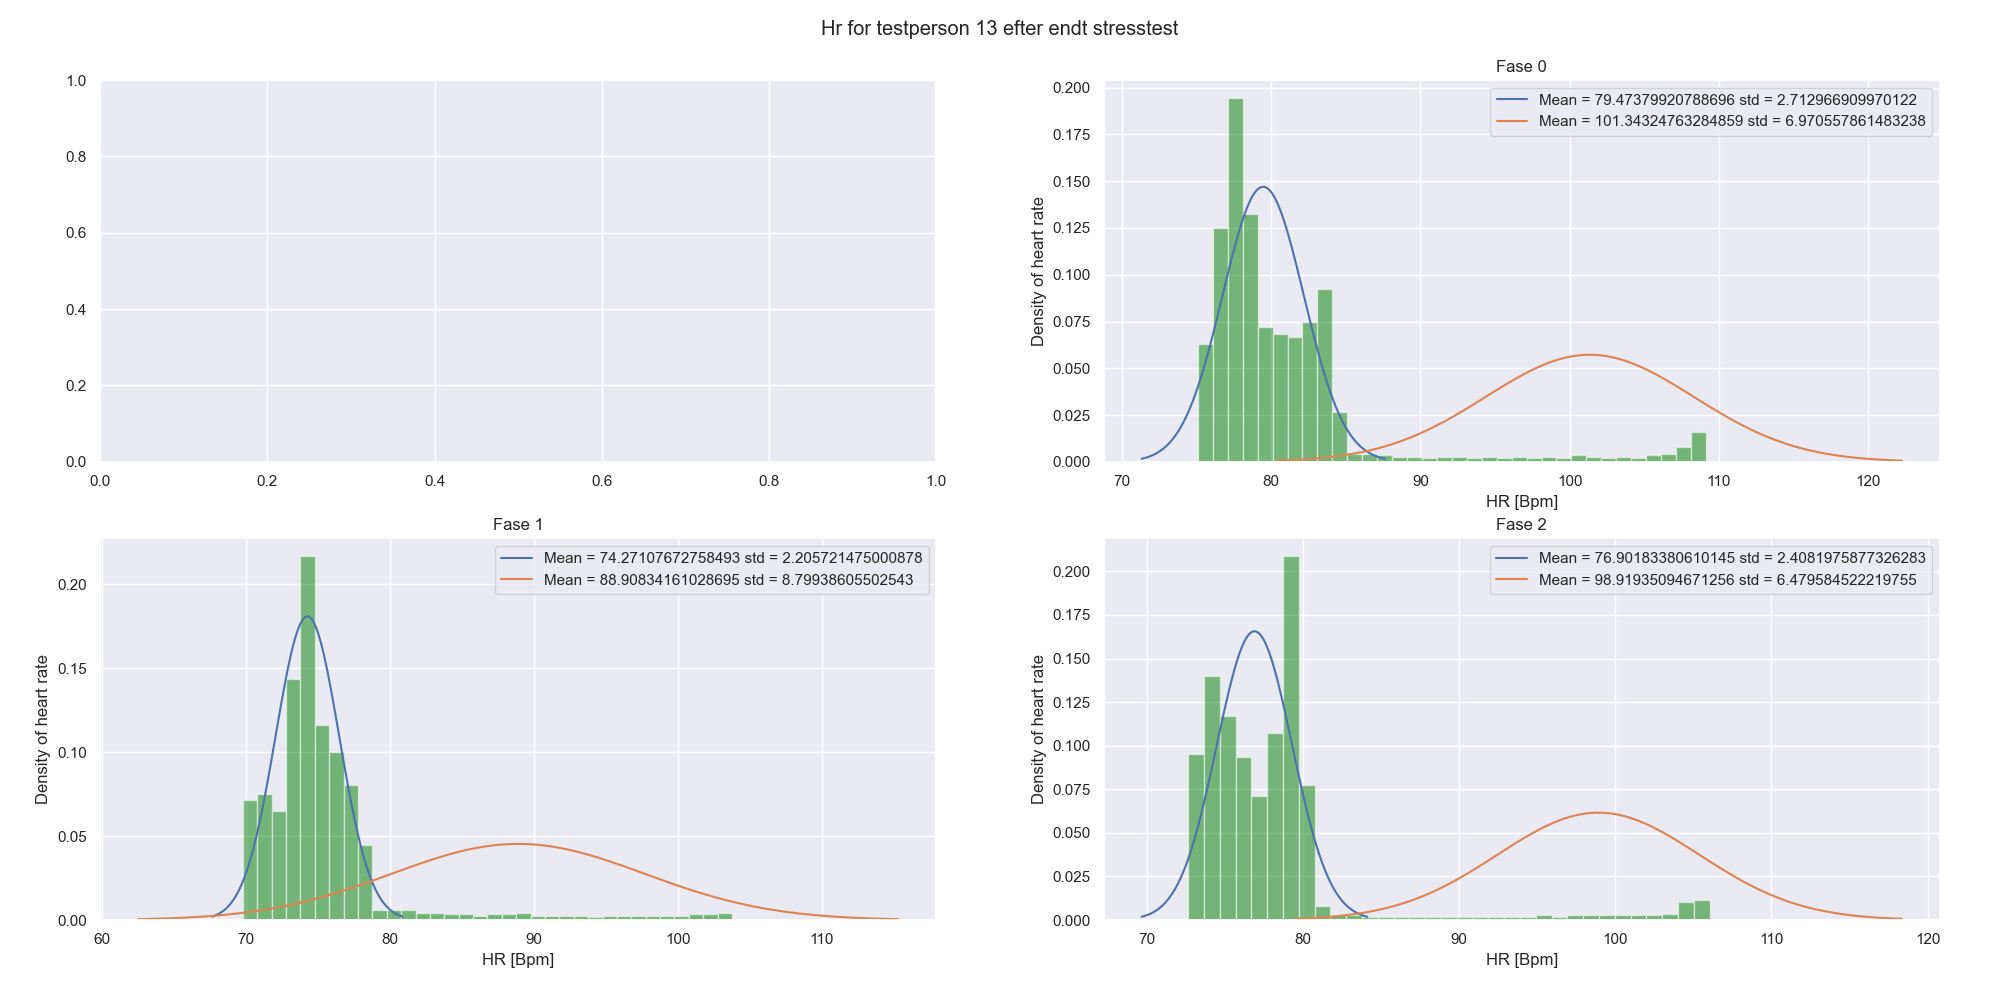 Hr for testperson 13 efter endt stresstest
1.0
0.8
0.6
0.4
0.2
0.0
0.0 0.2 0.4 0.6 0.8 1.0
Fase 0
Mean = 79.47379920788696 std = 2.712966909970122
Mean = 101.34324763284859 std = 6.970557861483238
Density of heart rate
0.200
0.175
0.150
0.125
0.100
0.075
0.050
0.025
0.000
70 80 90 100 110 120
HR [Bpm]
Fase 1
Mean = 74.27107672758493 std = 2.205721475000878
Mean = 88.90834161028695 std = 8.79938605502543
Density of heart rate
0.20
0.15
0.10
0.05
0.00
60 70 80 90 100 110
HR [Bpm]
Fase 2
Mean = 76.90183380610145 std = 2.4081975877326283
Mean = 98.91935094671256 std = 6.479584522219755
Density of heart rate
0.200
0.175
0.150
0.125
0.100
0.075
0.050
0.025
0.000
70 80 90 100 110 120
HR [Bpm]